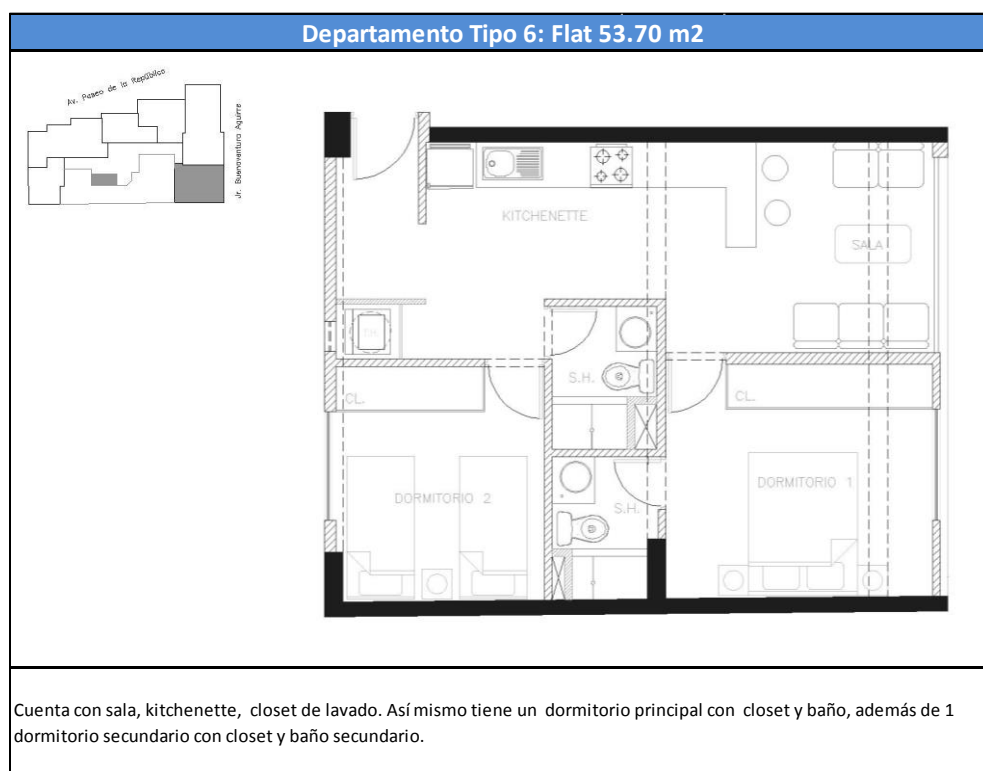 Departamento Tipo 6: Flat 53.70 m2
Av. Paseo de la República
Jr. Buenaventura Aguirre
KITCHENETTE
SALA
S.H.
CL.
CL.
DORMITORIO 2
S.H.
DORMITORIO 1
Cuenta con sala, kitchenette, closet de lavado. Así mismo tiene un dormitorio principal con closet y baño, además de 1
dormitorio secundario con closet y baño secundario.